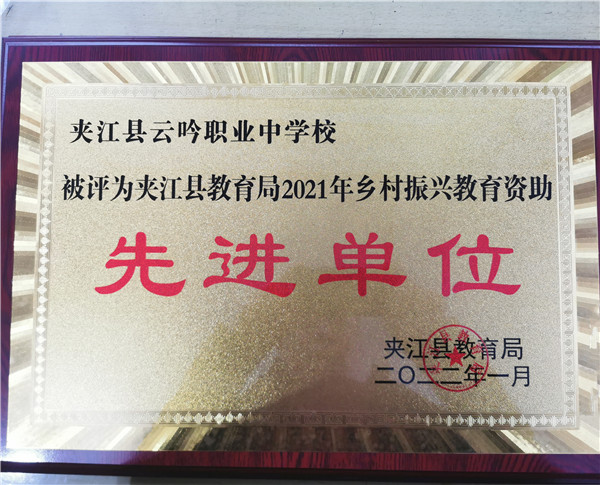 夹江县云吟职业中学校
被评为夹江县教育局2021年乡村振兴教育资助
先进单位
夹江县教育局
二〇二二年一月